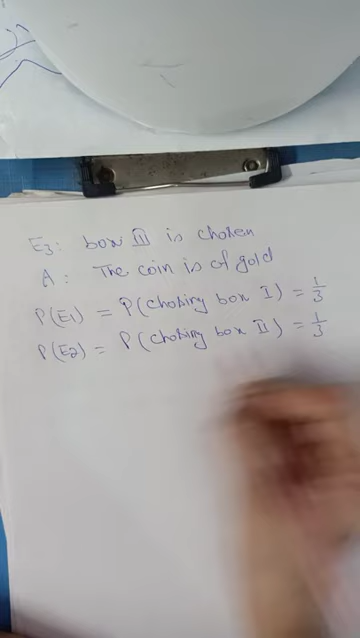 E3: box III is chosen
A: The coin is of gold
P(E1) = P(choosing box I) = 1/3
P(E2) = P(choosing box II) = 1/3